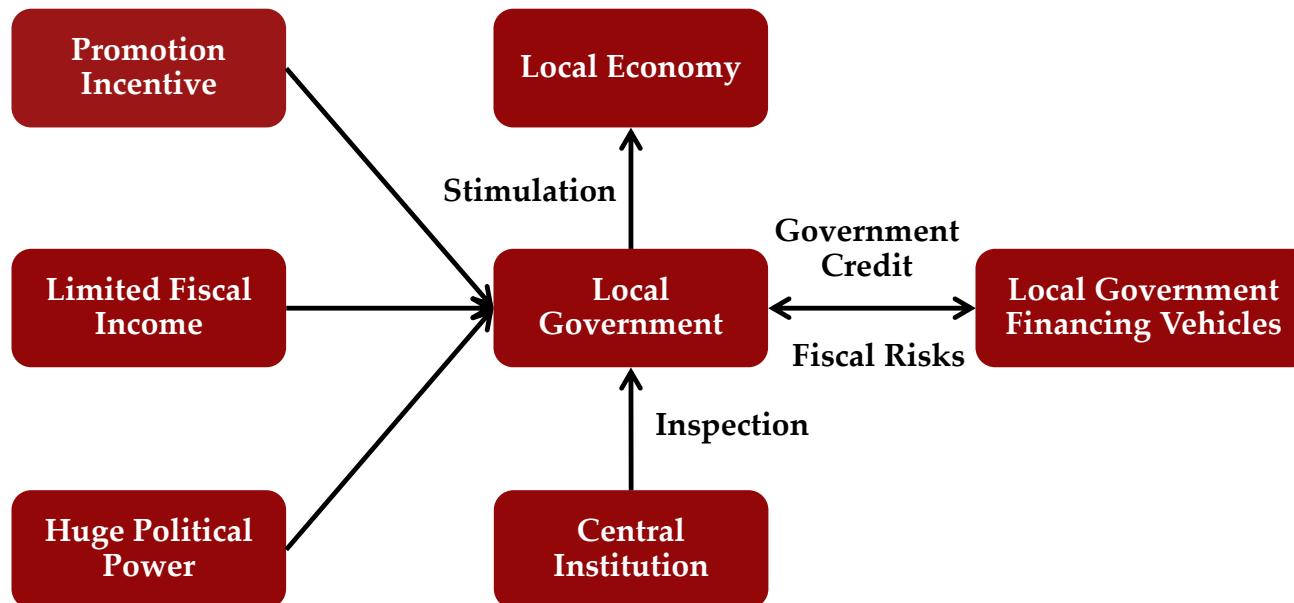 Promotion
Incentive
Local Economy
Stimulation
Government
Credit
Limited Fiscal
Income
Local
Government
Local Government
Financing Vehicles
Fiscal Risks
Inspection
Huge Political
Power
Central
Institution